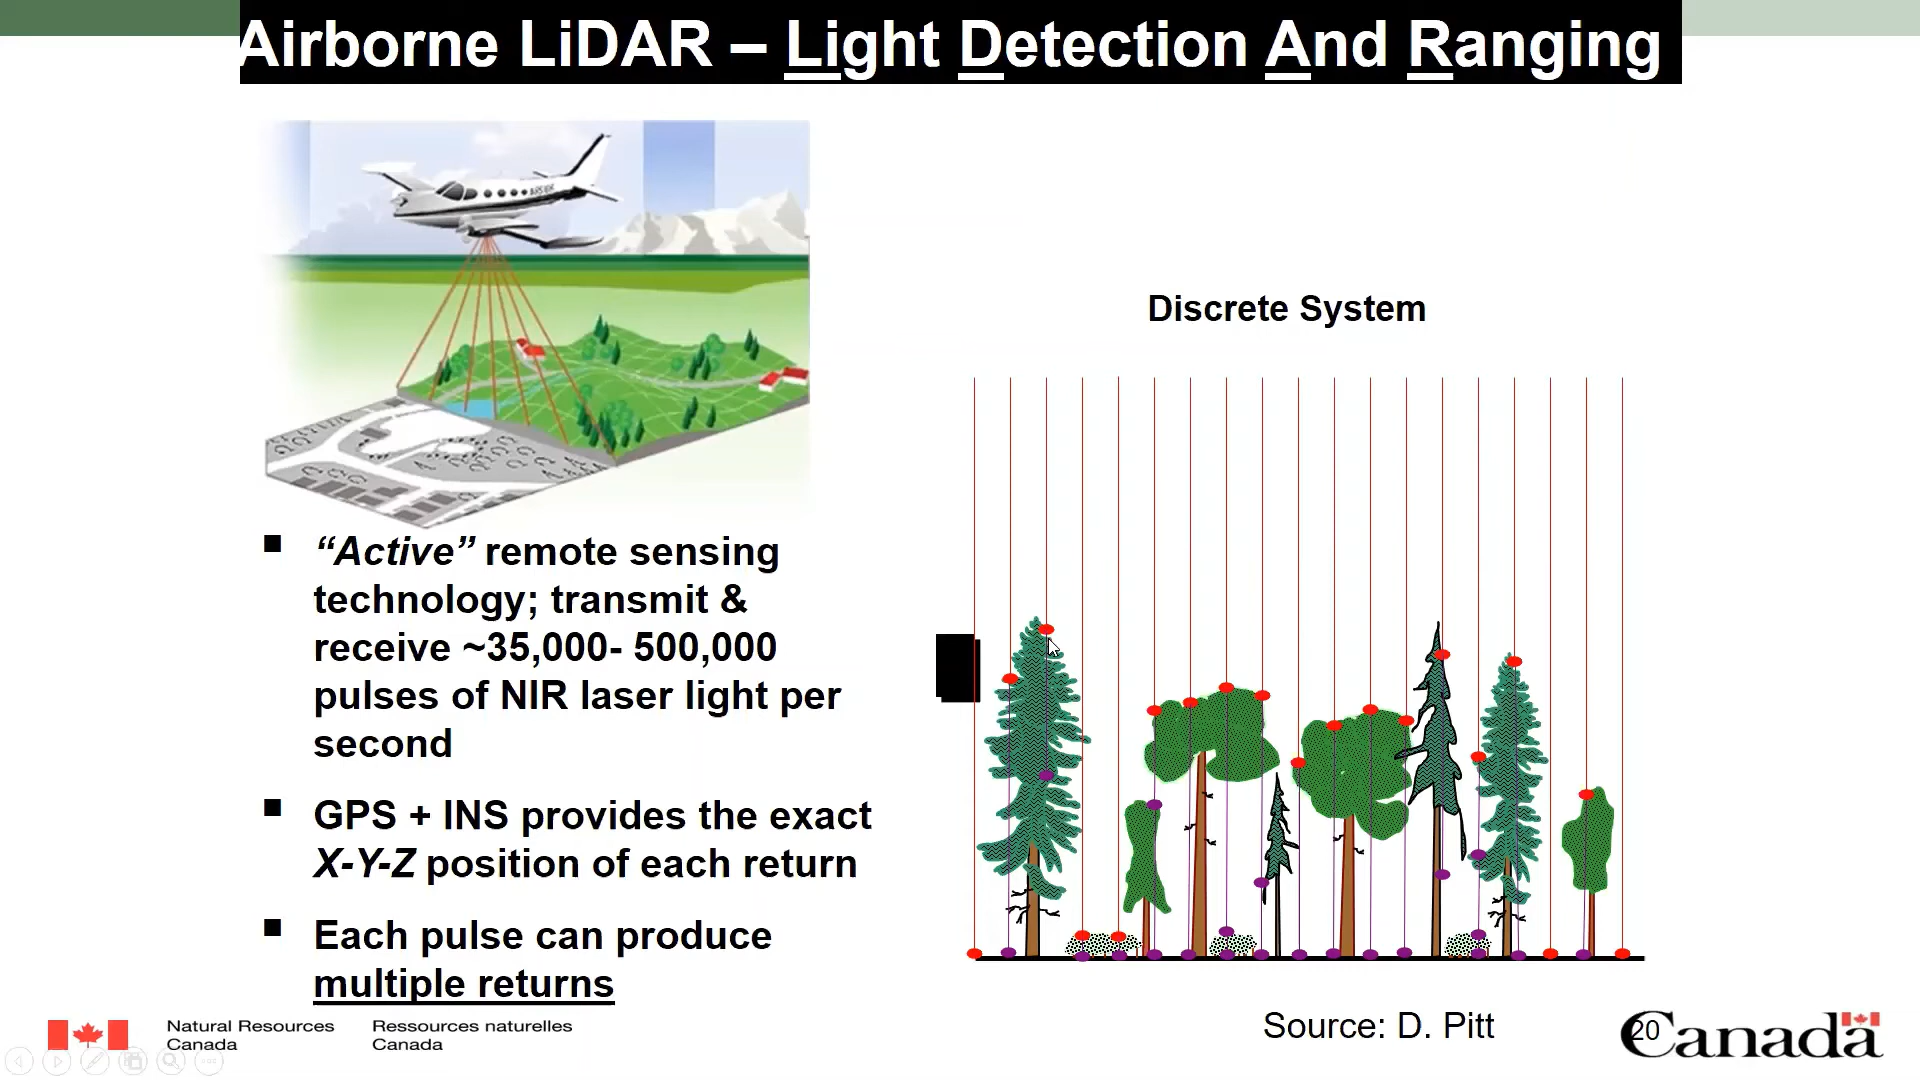 Airborne LiDAR – Light Detection And Ranging
Discrete System
“Active” remote sensing
technology; transmit &
receive ~35,000- 500,000
pulses of NIR laser light per
second
GPS + INS provides the exact
X-Y-Z position of each return
Each pulse can produce
multiple returns
Source: D. Pitt
Natural Resources
Canada
Ressources naturelles
Canada
20
Canada